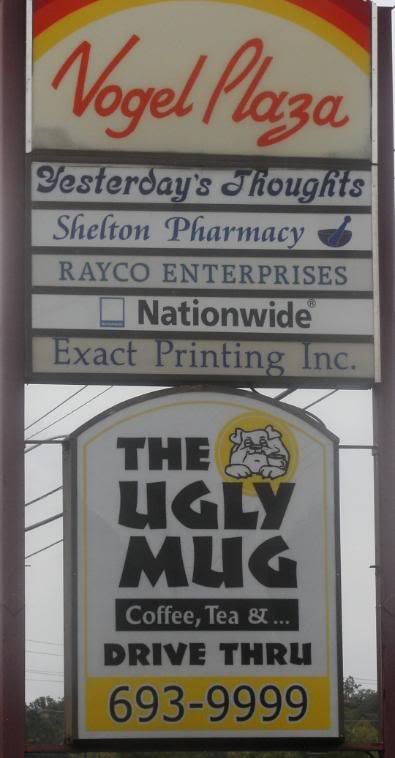 Vogel Plaza
Yesterday's Thoughts
Shelton Pharmacy
RAYCO ENTERPRISES
Nationwide®
Exact Printing Inc.
THE
UGLY
MUG
Coffee, Tea & ...
DRIVE THRU
693-9999